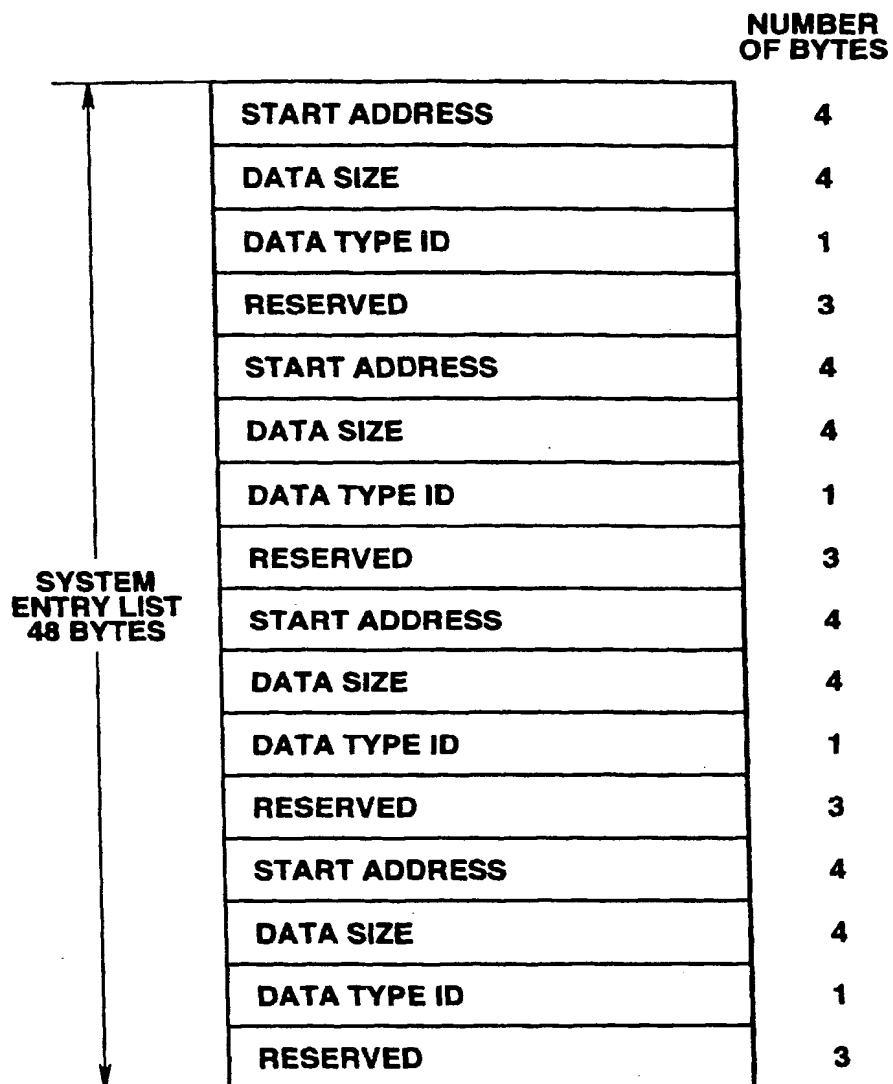 NUMBER
OF BYTES
START ADDRESS 4
DATA SIZE 4
DATA TYPE ID 1
RESERVED 3
START ADDRESS 4
DATA SIZE 4
DATA TYPE ID 1
RESERVED 3
SYSTEM
ENTRY LIST
48 BYTES
START ADDRESS 4
DATA SIZE 4
DATA TYPE ID 1
RESERVED 3
START ADDRESS 4
DATA SIZE 4
DATA TYPE ID 1
RESERVED 3